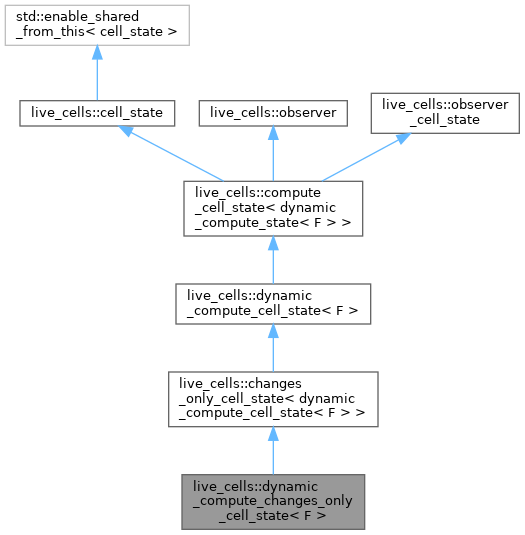 std::enable_shared
_from_this< cell_state >
live_cells::cell_state
live_cells::observer
live_cells::observer
_cell_state
live_cells::compute
_cell_state< dynamic
_compute_state< F > >
live_cells::dynamic
_compute_cell_state< F >
live_cells::changes
_only_cell_state< dynamic
_compute_cell_state< F > >
live_cells::dynamic
_compute_changes_only
_cell_state< F >